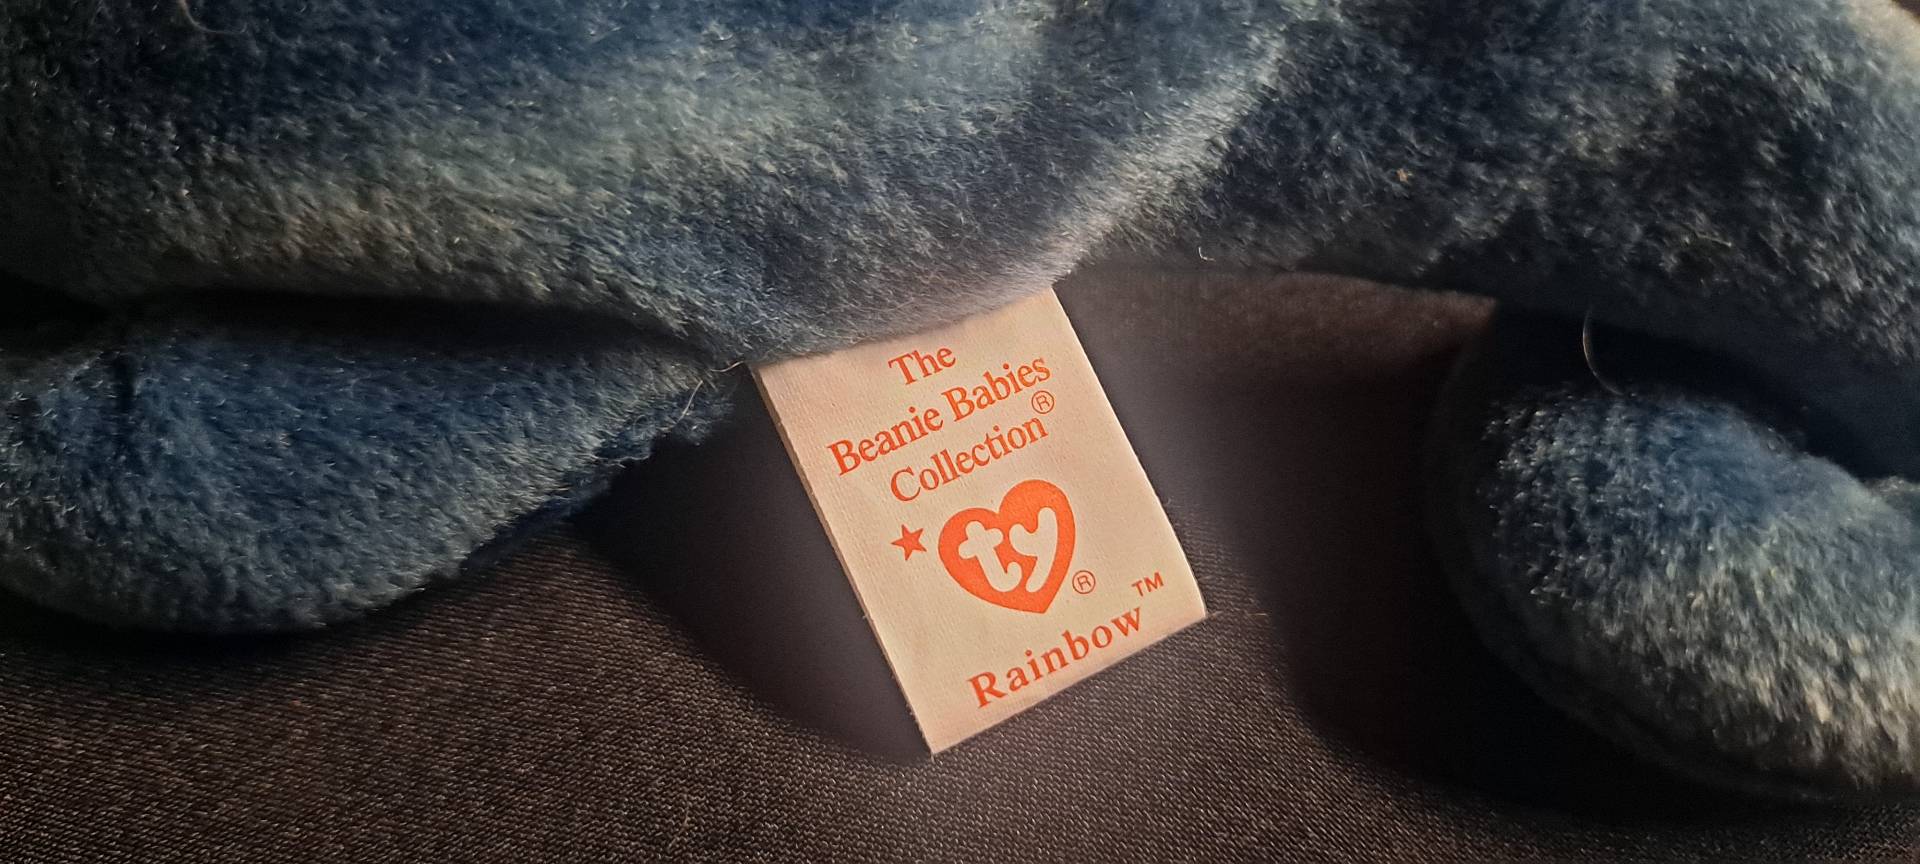 The
Beanie Babies
Collection®
★ ty®
Rainbow™